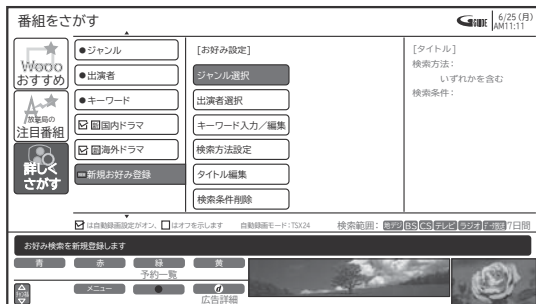 番組をさがす
GGUIDE 6/25(月)
AM11:11
Wooo
おすすめ
放送局の
注目番組
詳しく
さがす
●ジャンル
●出演者
●キーワード
国内ドラマ
海外ドラマ
新規お好み登録
[お好み設定]
ジャンル選択
出演者選択
キーワード入力/編集
検索方法設定
タイトル編集
検索条件削除
[タイトル]
検索方法:
いずれかを含む
検索条件:
は自動録画設定がオン、 はオフを示します 自動録画モード:TSX24 検索範囲: 地デジ BS CS テレビ ラジオ データ放送 7日間
お好み検索を新規登録します
青 赤 緑 黄
予約一覧
メニュー ● d
広告詳細